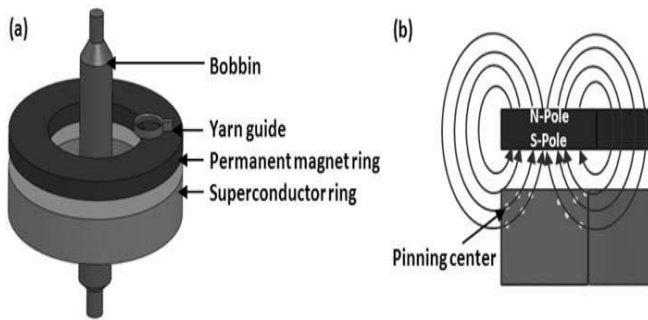 (a)
Bobbin
Yarn guide
Permanent magnet ring
Superconductor ring
(b)
N-Pole
S-Pole
Pinning center